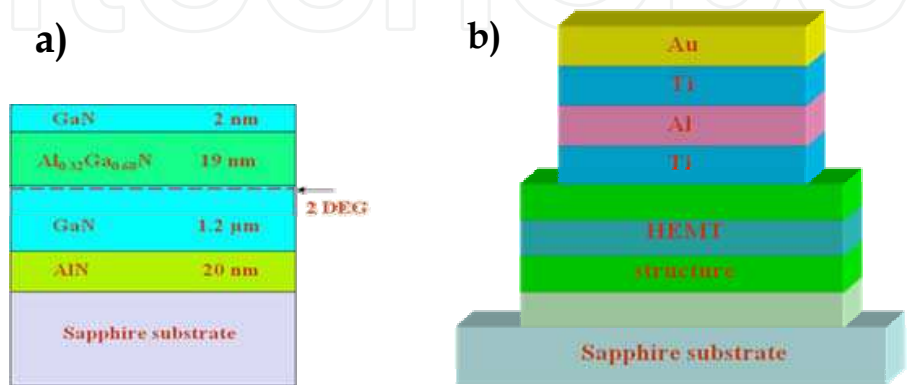 a)
GaN 2 nm
Al0.32Ga0.68N 19 nm
2 DEG
GaN 1.2 µm
AlN 20 nm
Sapphire substrate
b)
Au
Ti
Al
Ti
HEMT
structure
Sapphire substrate